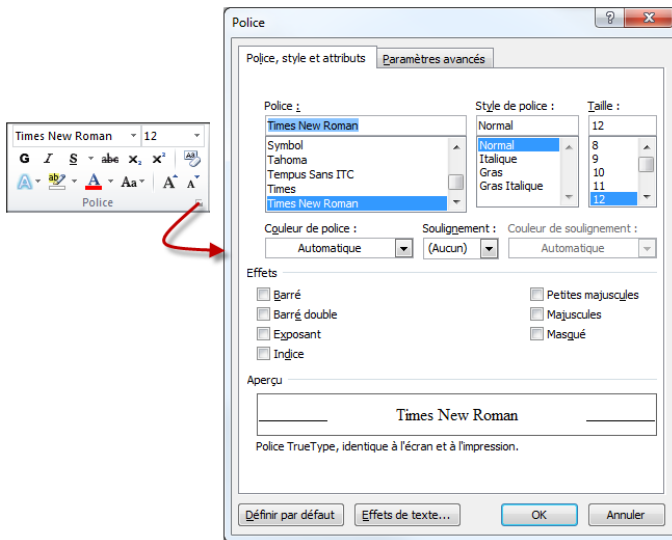 Police
Police, style et attributs Paramètres avancés
Police : Style de police : Taille :
Times New Roman Normal 12
Symbol Normal 8
Tahoma Italique 9
Tempus Sans ITC Gras 10
Times Gras Italique 11
Times New Roman 12
Couleur de police : Soulignement : Couleur de soulignement :
Automatique (Aucun) Automatique
Effets
Barré Petites majuscules
Barré double Majuscules
Exposant Masqué
Indice
Aperçu
Times New Roman
Police TrueType, identique à l'écran et à l'impression.
Définir par défaut Effets de texte... OK Annuler
Times New Roman 12
G I S abc x₂ x² Aa
A ab A Aa A A
Police